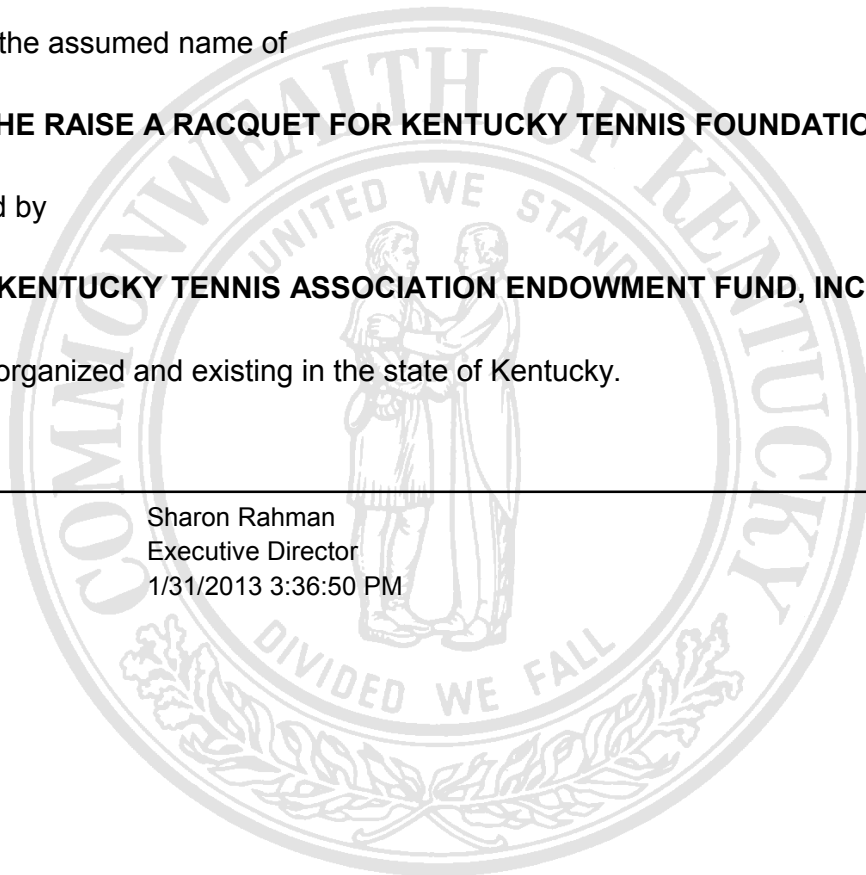 the assumed name of
HE RAISE A RACQUET FOR KENTUCKY TENNIS FOUNDATIO
d by
KENTUCKY TENNIS ASSOCIATION ENDOWMENT FUND, INC
organized and existing in the state of Kentucky.
Sharon Rahman
Executive Director
1/31/2013 3:36:50 PM
COMMONWEALTH OF KENTUCKY
UNITED WE STAND
DIVIDED WE FALL